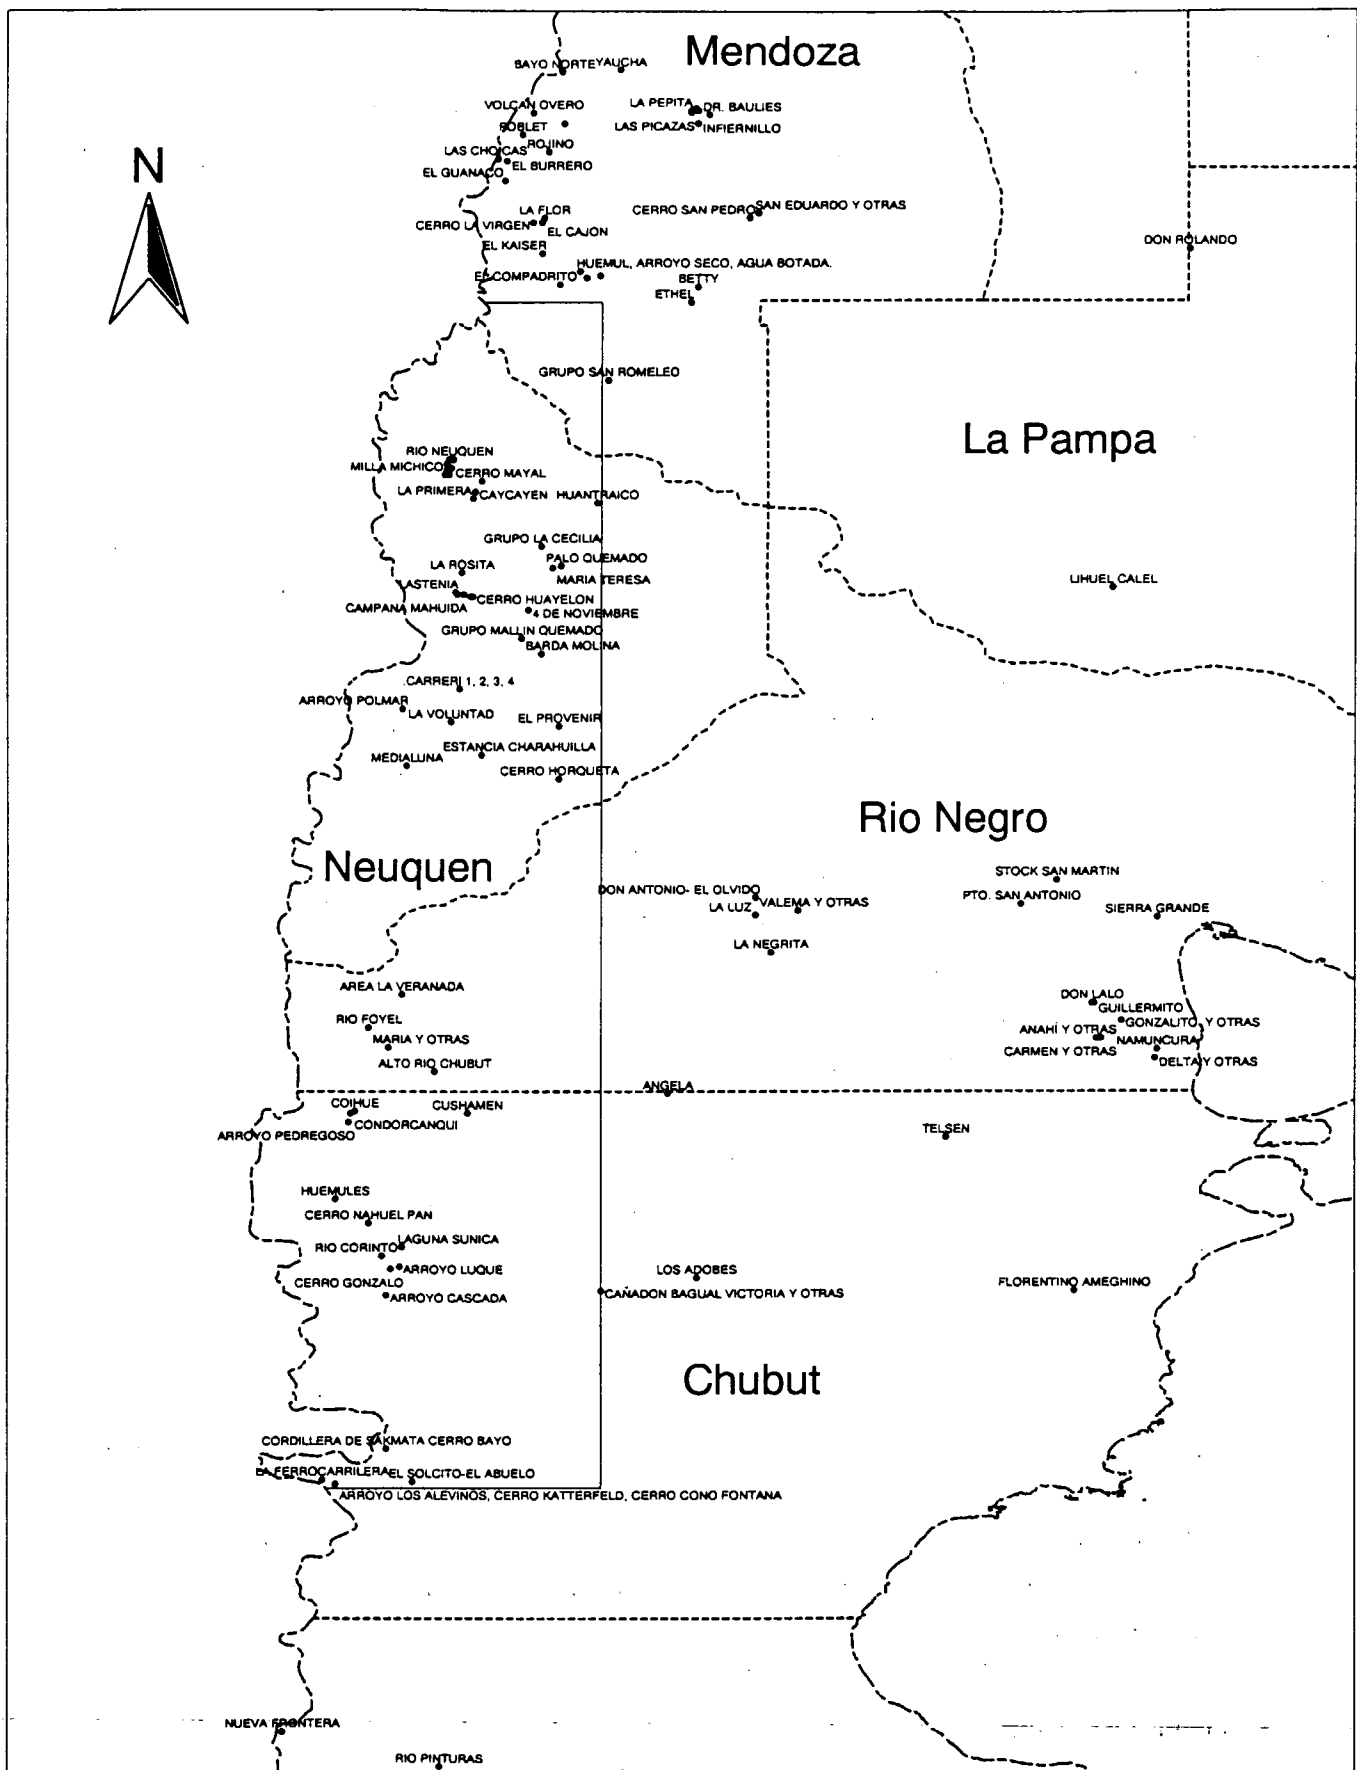 Mendoza
BAYO NORTE
YAUCHA
VOLCAN OVERO
LA PEPITA
DR. BAULIES
POBLET
LAS PICAZAS
INFIERNILLO
N
LAS CHOICAS
ROJINO
EL BURRERO
EL GUANACO
LA FLOR
CERRO SAN PEDRO
SAN EDUARDO Y OTRAS
CERRO LA VIRGEN
EL CAJON
EL KAISER
DON ROLANDO
HUEMUL, ARROYO SECO, AGUA BOTADA.
EL COMPADRITO
BETTY
ETHEL
GRUPO SAN ROMELEO
La Pampa
RIO NEUQUEN
MILLA MICHICO
CERRO MAYAL
LA PRIMERA
CAYCAYEN
HUANTRAICO
GRUPO LA CECILIA
PALO QUEMADO
LA ROSITA
MARIA TERESA
LIHUEL CALEL
LASTENIA
CERRO HUAYELON
CAMPANA MAHUIDA
4 DE NOVIEMBRE
GRUPO MALLIN QUEMADO
BARDA MOLINA
CARRERI 1, 2, 3, 4
ARROYO POLMAR
LA VOLUNTAD
EL PROVENIR
ESTANCIA CHARAHUILLA
MEDIALUNA
CERRO HORQUETA
Rio Negro
Neuquen
STOCK SAN MARTIN
DON ANTONIO- EL OLVIDO
PTO. SAN ANTONIO
LA LUZ
VALEMA Y OTRAS
SIERRA GRANDE
LA NEGRITA
AREA LA VERANADA
DON LALO
GUILLERMITO
RIO FOYEL
GONZALITO Y OTRAS
ANAHÍ Y OTRAS
MARIA Y OTRAS
NAMUNCURA
CARMEN Y OTRAS
ALTO RIO CHUBUT
DELTA Y OTRAS
ANGELA
COIHUE
CUSHAMEN
CONDORCANQUI
ARROYO PEDREGOSO
TELSEN
HUEMULES
CERRO NAHUEL PAN
LAGUNA SUNICA
RIO CORINTO
ARROYO LUQUE
LOS ADOBES
CERRO GONZALO
FLORENTINO AMEGHINO
CAÑADON BAGUAL VICTORIA Y OTRAS
ARROYO CASCADA
Chubut
CORDILLERA DE SAKMATA CERRO BAYO
LA FERROCARRILERA
EL SOLCITO-EL ABUELO
ARROYO LOS ALEVINOS, CERRO KATTERFELD, CERRO CONO FONTANA
NUEVA FRONTERA
RIO PINTURAS